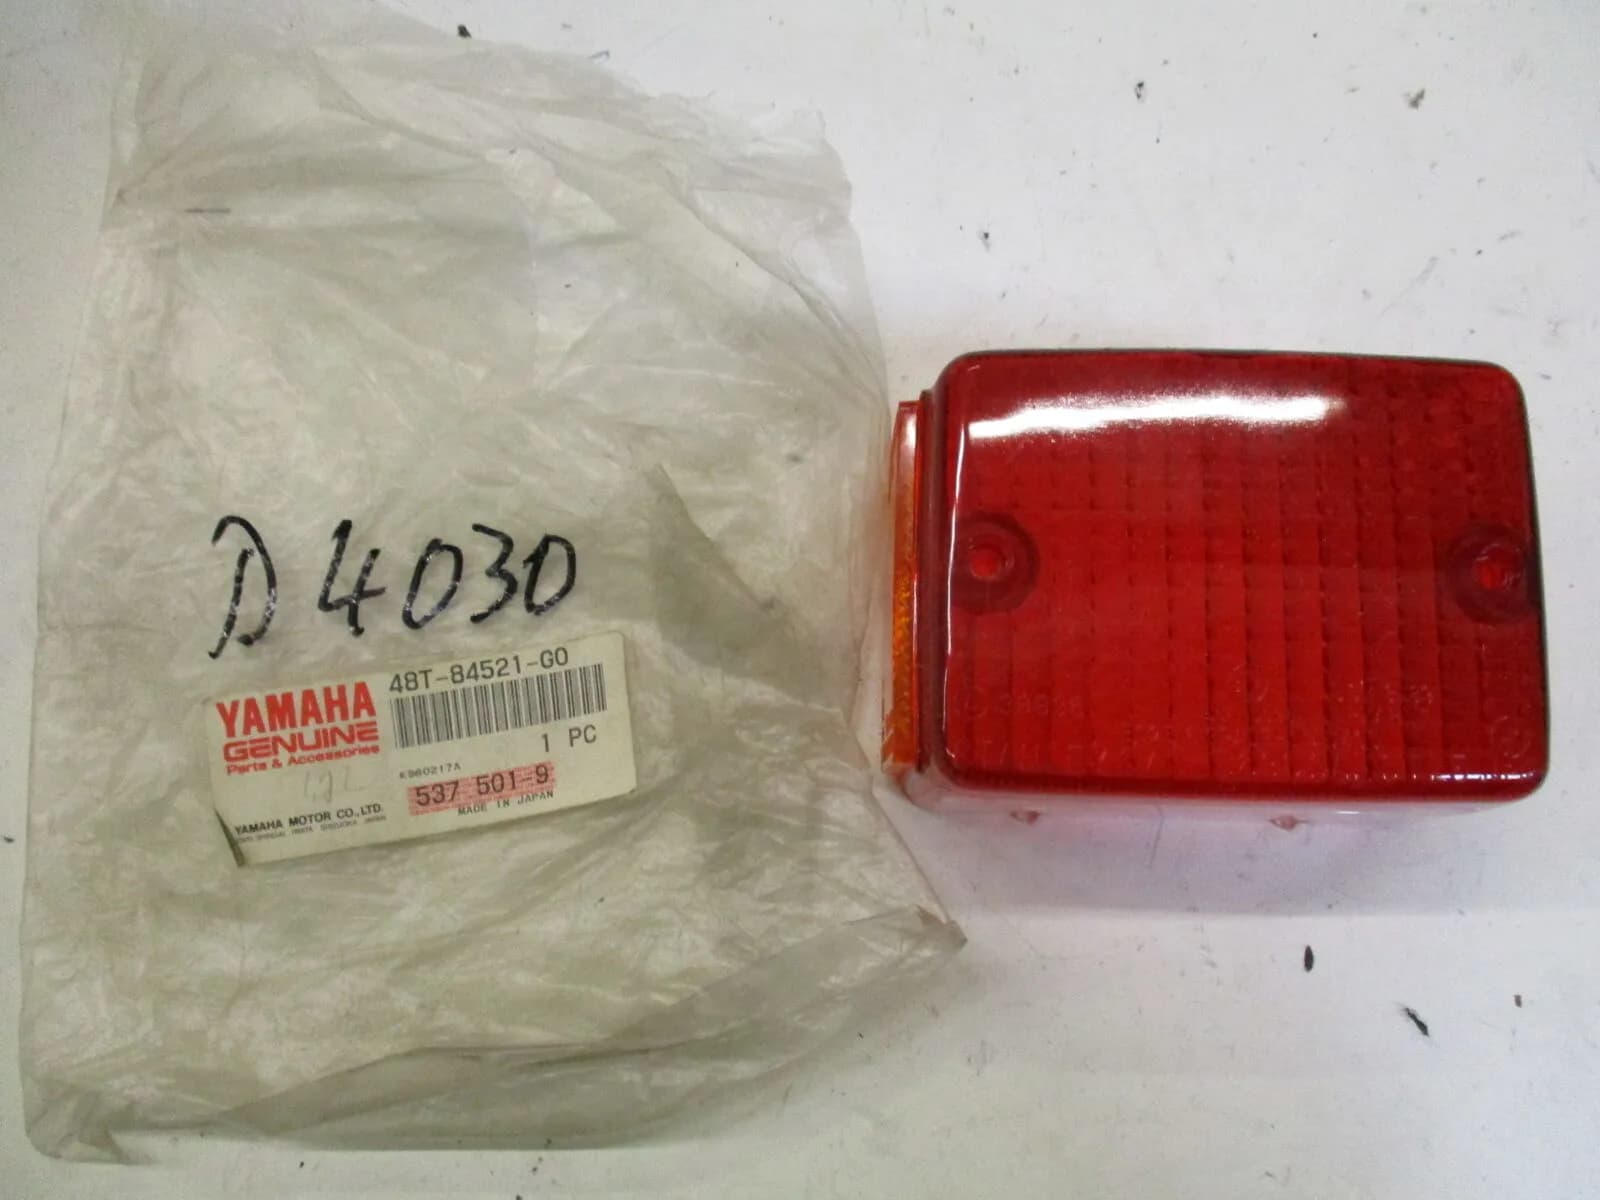 D4030
48T-84521-G0
YAMAHA
GENUINE
Parts & Accessories
1 PC
K980217A
537 501-9
MADE IN JAPAN
YAMAHA MOTOR CO.,LTD.